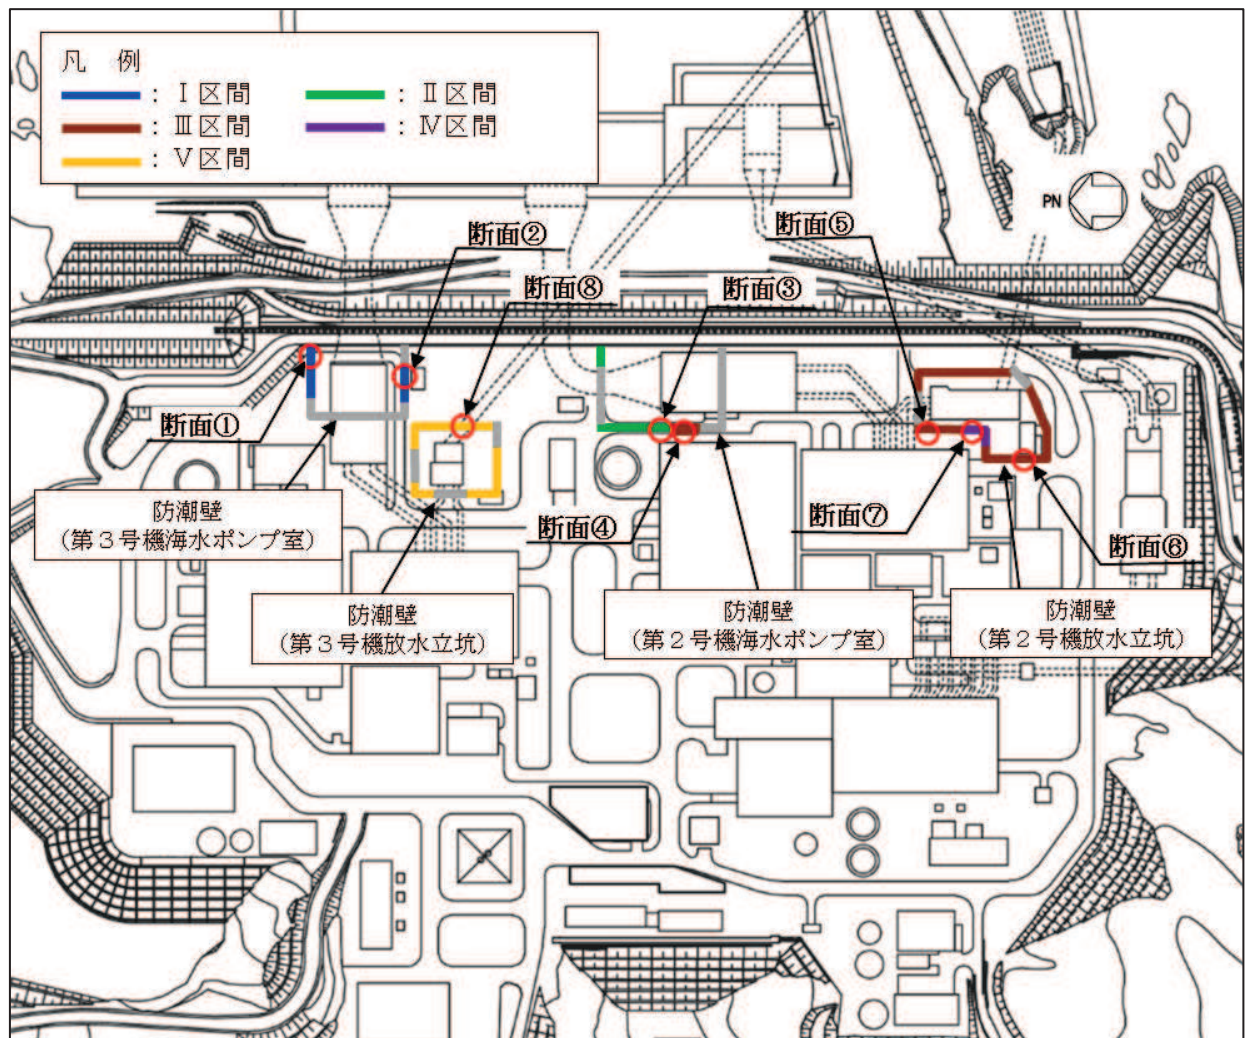 凡 例
：Ⅰ区間
：Ⅱ区間
：Ⅲ区間
：Ⅳ区間
：Ⅴ区間
PN
断面②
断面⑤
断面⑧
断面③
断面①
防潮壁
(第３号機海水ポンプ室)
断面④
断面⑦
断面⑥
防潮壁
(第３号機放水立坑)
防潮壁
(第２号機海水ポンプ室)
防潮壁
(第２号機放水立坑)